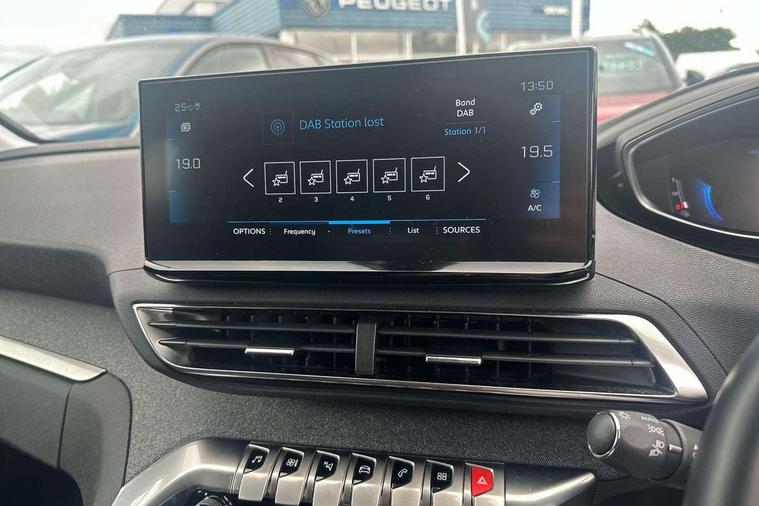 PEUGEOT
25°C
13:50
DAB Station lost
Band
DAB
Station 1/1
19.0
19.5
2 3 4 5 6
A/C
OPTIONS Frequency Presets List SOURCES